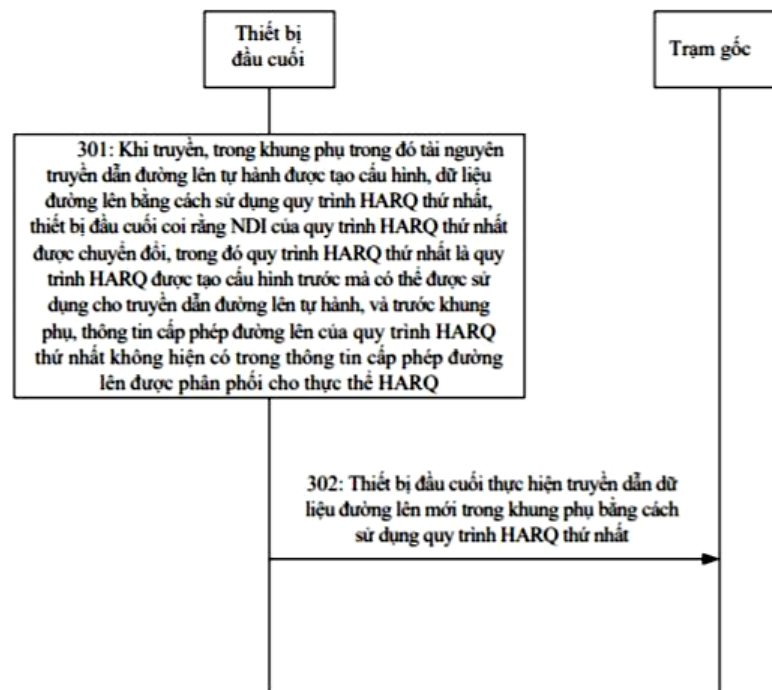 Thiết bị
đầu cuối
Trạm gốc
301: Khi truyền, trong khung phụ trong đó tài nguyên
truyền dẫn đường lên tự hành được tạo cấu hình, dữ liệu
đường lên bằng cách sử dụng quy trình HARQ thứ nhất,
thiết bị đầu cuối coi rằng NDI của quy trình HARQ thứ nhất
được chuyển đổi, trong đó quy trình HARQ thứ nhất là quy
trình HARQ được tạo cấu hình trước mà có thể được sử
dụng cho truyền dẫn đường lên tự hành, và trước khung
phụ, thông tin cấp phép đường lên của quy trình HARQ
thứ nhất không hiện có trong thông tin cấp phép đường
lên được phân phối cho thực thể HARQ
302: Thiết bị đầu cuối thực hiện truyền dẫn dữ
liệu đường lên mới trong khung phụ bằng cách
sử dụng quy trình HARQ thứ nhất